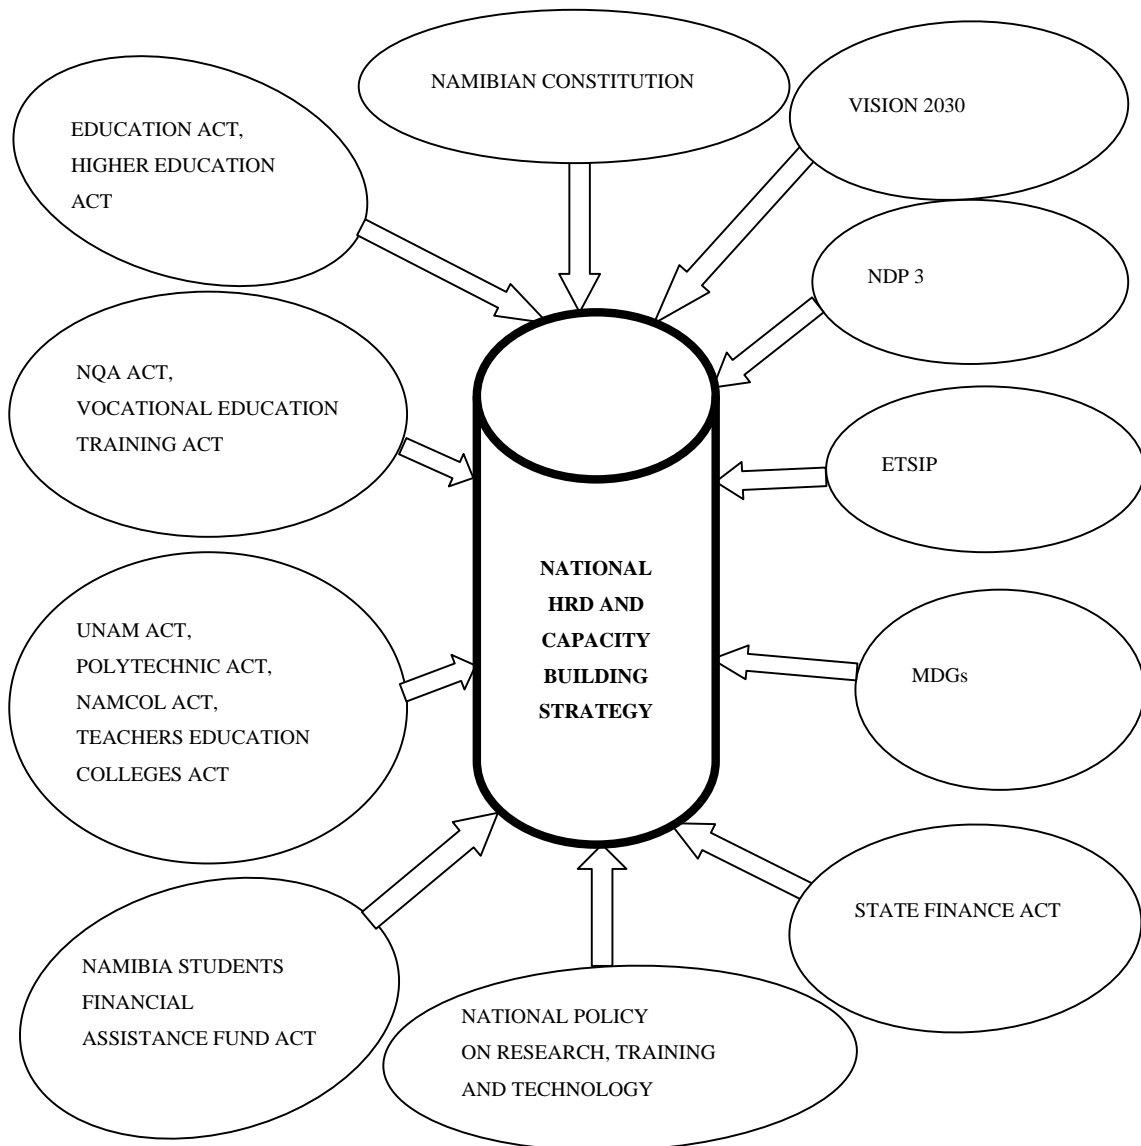 NAMIBIAN CONSTITUTION
VISION 2030
EDUCATION ACT,
HIGHER EDUCATION
ACT
NDP 3
NQA ACT,
VOCATIONAL EDUCATION
TRAINING ACT
ETSIP
NATIONAL
HRD AND
CAPACITY
BUILDING
STRATEGY
UNAM ACT,
POLYTECHNIC ACT,
NAMCOL ACT,
TEACHERS EDUCATION
COLLEGES ACT
MDGs
STATE FINANCE ACT
NAMIBIA STUDENTS
FINANCIAL
ASSISTANCE FUND ACT
NATIONAL POLICY
ON RESEARCH, TRAINING
AND TECHNOLOGY